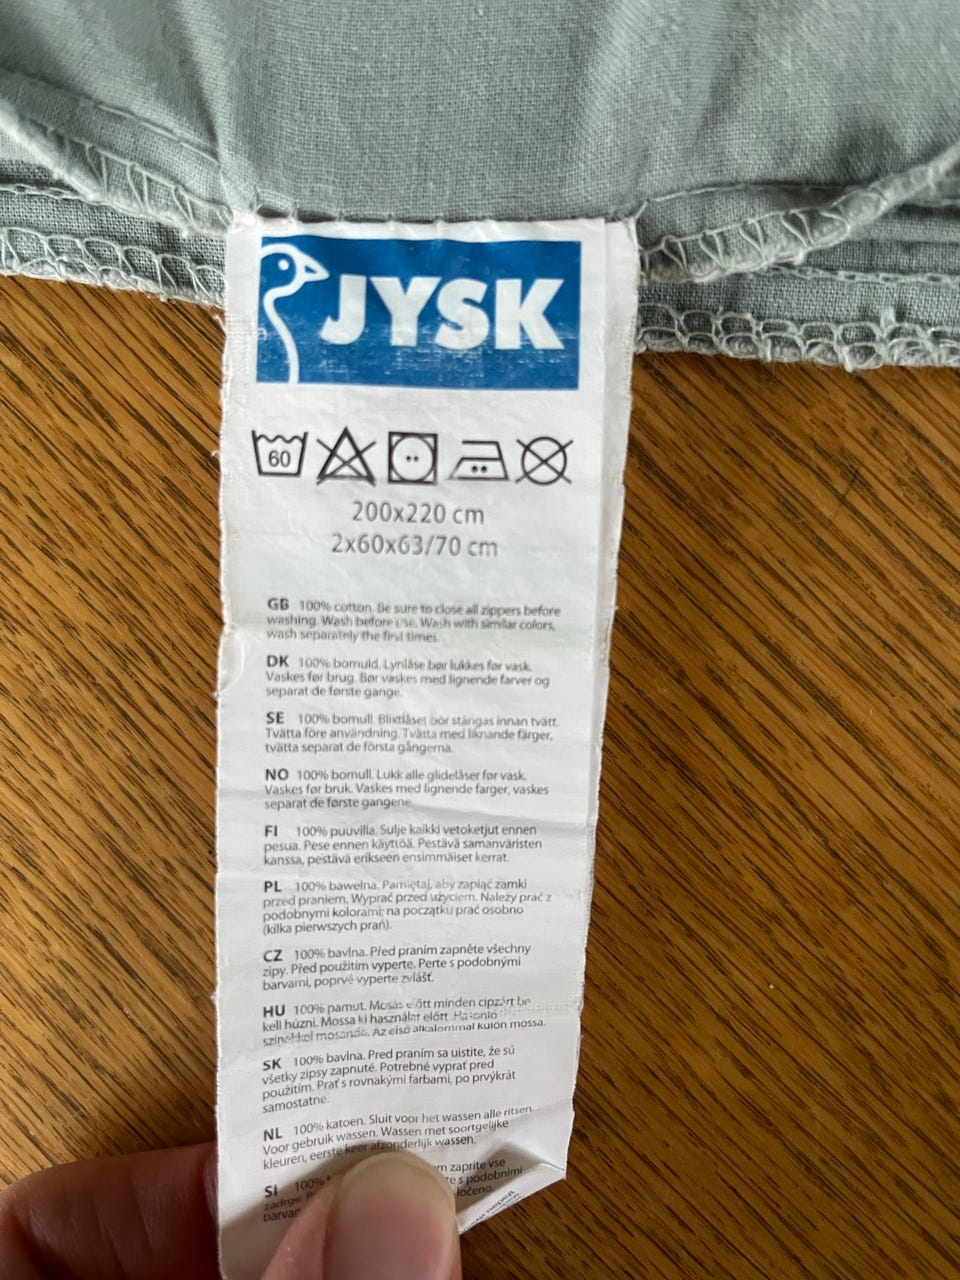 JYSK
60
200x220 cm
2x60x63/70 cm
GB 100% cotton. Be sure to close all zippers before
washing. Wash before use. Wash with similar colors,
wash separately the first times.
DK 100% bomuld. Lynlåse bør lukkes før vask.
Vaskes før brug. Bør vaskes med lignende farver og
separat de første gange.
SE 100% bomull. Blixtlåset bör stängas innan tvätt.
Tvätta före användning. Tvätta med liknande färger,
tvätta separat de första gångerna.
NO 100% bomull. Lukk alle glidelåser før vask.
Vaskes før bruk. Vaskes med lignende farger, vaskes
separat de første gangene.
FI 100% puuvilla. Sulje kaikki vetoketjut ennen
pesua. Pese ennen käyttöä. Pestävä samanväristen
kanssa, pestävä erikseen ensimmäiset kerrat.
PL 100% bawełna. Pamiętaj, aby zapiąć zamki
przed praniem. Wyprać przed użyciem. Należy prać z
podobnymi kolorami; na początku prać osobno
(kilka pierwszych prań).
CZ 100% bavlna. Před praním zapněte všechny
zipy. Před použitím vyperte. Perte s podobnými
barvami, poprvé vyperte zvlášť.
HU 100% pamut. Mosás előtt minden cipzárt be
kell húzni. Mossa ki használat előtt. Hasonló
színekkel mosandó. Az első alkalommal külön mossa.
SK 100% bavlna. Pred praním sa uistite, že sú
všetky zipsy zapnuté. Potrebné vyprať pred
použitím. Prať s rovnakými farbami, po prvýkrát
samostatne.
NL 100% katoen. Sluit voor het wassen alle ritsen.
Voor gebruik wassen. Wassen met soortgelijke
kleuren, eerste keer afzonderlijk wassen.
SI 100% zaprite vse
zadrge. s podobnimi
barvar ločeno.